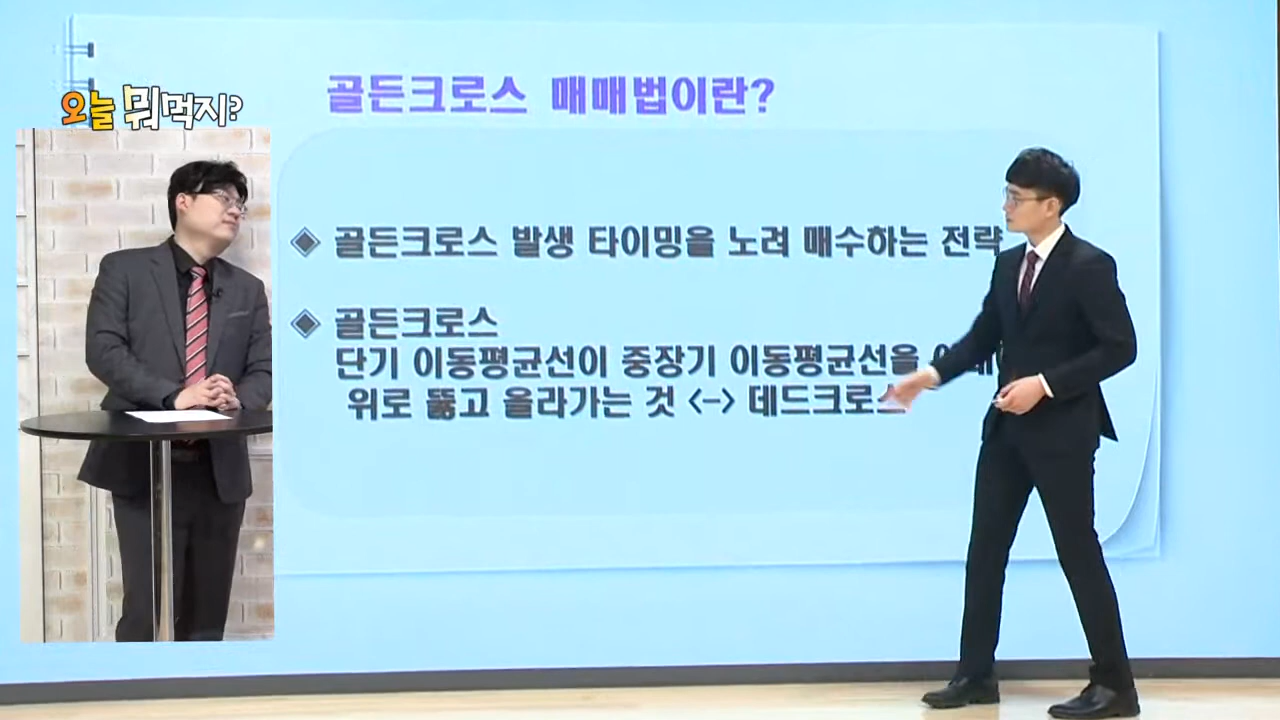 골든크로스 매매법이란?
오늘 뭐먹지?
골든크로스 발생 타이밍을 노려 매수하는 전략
골든크로스
단기 이동평균선이 중장기 이동평균선을
위로 뚫고 올라가는 것 <-> 데드크로스